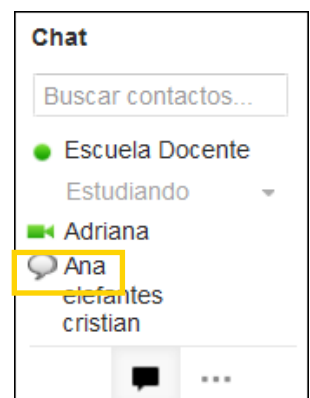 Chat
Buscar contactos...
Escuela Docente
Estudiando
Adriana
Ana
elefantes
cristian